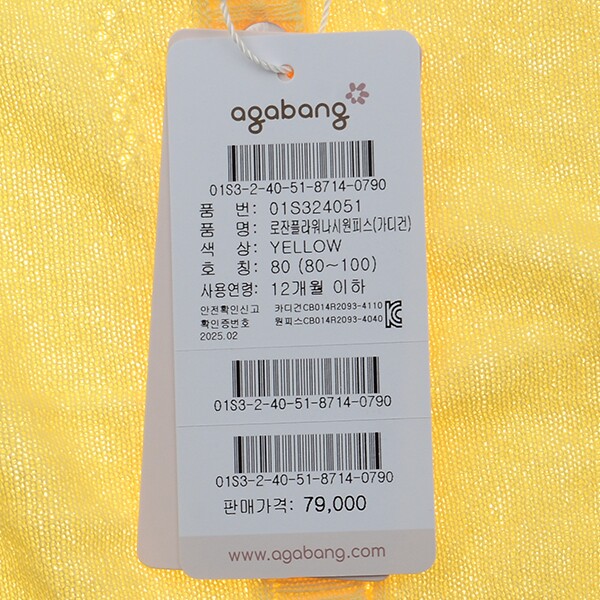 agabang
01S3-2-40-51-8714-0790
품 번: 01S324051
품 명: 로잔플라워나시원피스(가디건)
색 상: YELLOW
호 칭: 80 (80~100)
사용연령: 12개월 이하
안전확인신고 카디건CB014R2093-4110
확인증번호 원피스CB014R2093-4040
2025.02
01S3-2-40-51-8714-0790
01S3-2-40-51-8714-0790
판매가격: 79,000
www.agabang.com